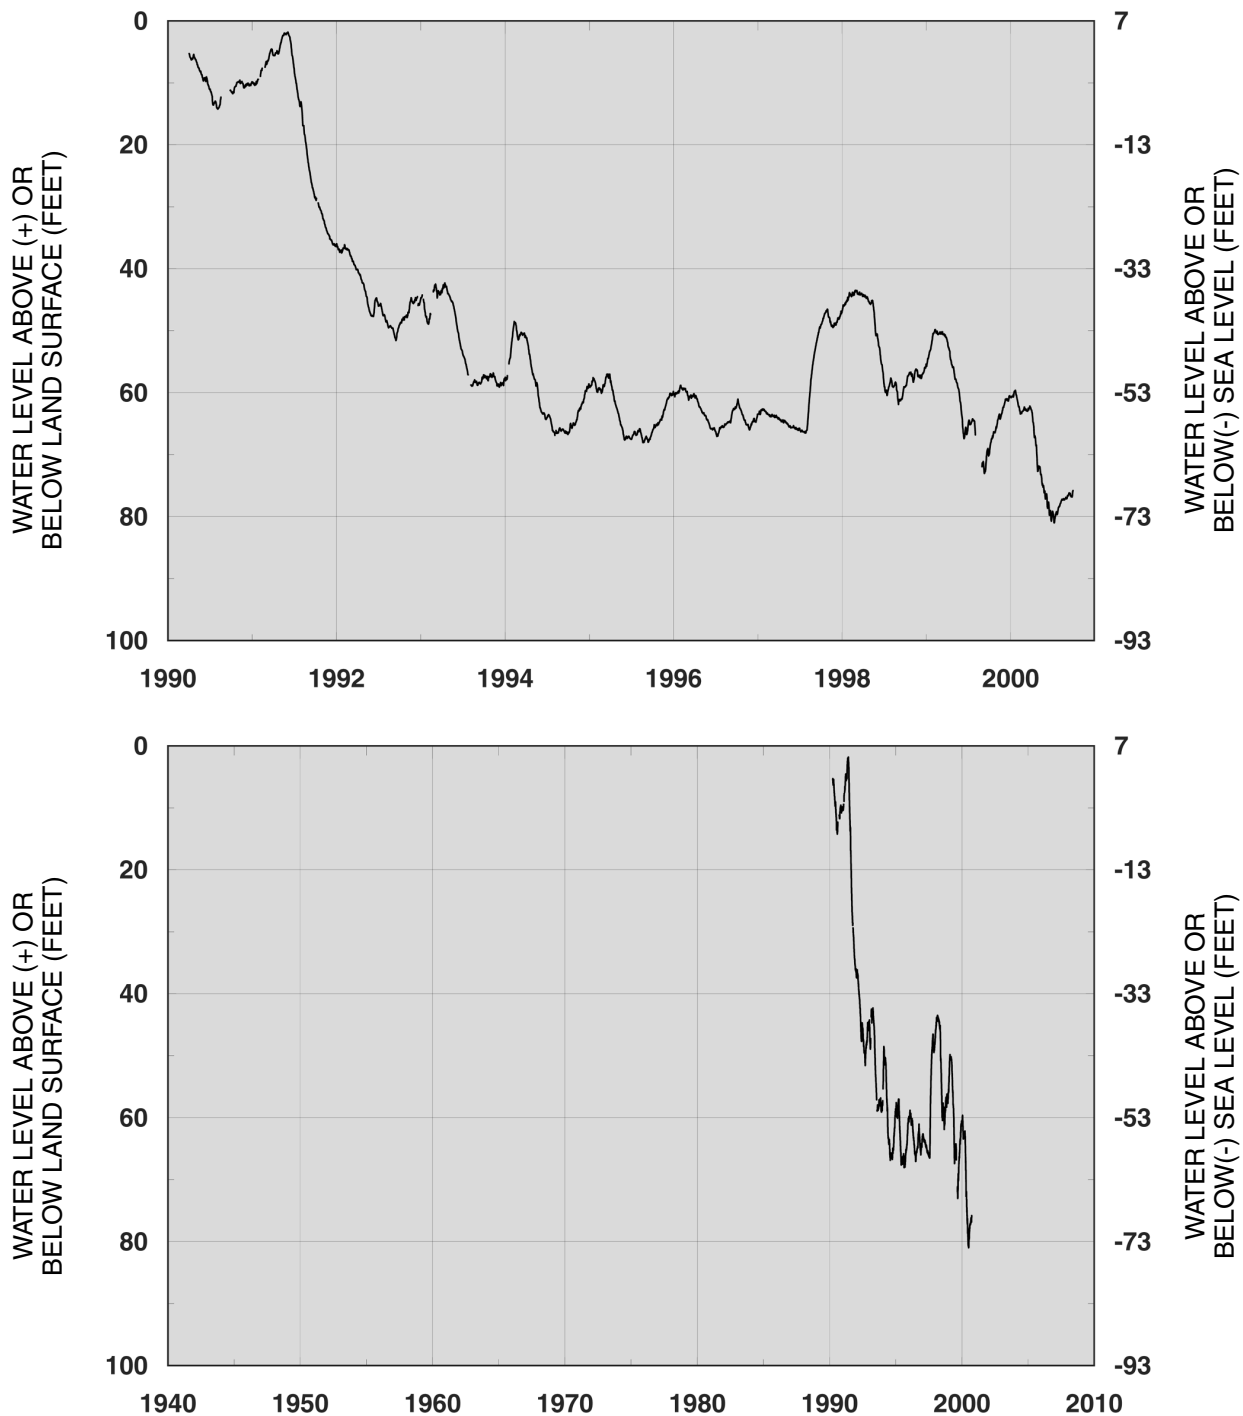 WATER LEVEL ABOVE (+) OR
BELOW LAND SURFACE (FEET)
0
20
40
60
80
100
7
-13
-33
-53
-73
-93
WATER LEVEL ABOVE OR
BELOW(-) SEA LEVEL (FEET)
1990 1992 1994 1996 1998 2000
WATER LEVEL ABOVE (+) OR
BELOW LAND SURFACE (FEET)
0
20
40
60
80
100
7
-13
-33
-53
-73
-93
WATER LEVEL ABOVE OR
BELOW(-) SEA LEVEL (FEET)
1940 1950 1960 1970 1980 1990 2000 2010